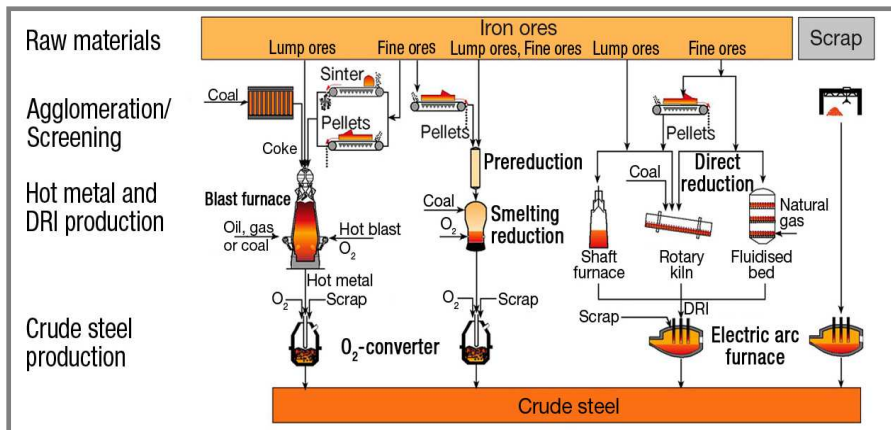 Raw materials
Iron ores
Lump ores
Fine ores
Lump ores, Fine ores
Lump ores
Fine ores
Scrap
Agglomeration/
Screening
Coal
Sinter
Pellets
Coke
Pellets
Pellets
Hot metal and
DRI production
Blast furnace
Oil, gas
or coal
Hot blast
O₂
Hot metal
Prereduction
Coal
O₂
Smelting
reduction
Direct
reduction
Coal
Natural
gas
Shaft
furnace
Rotary
kiln
Fluidised
bed
Crude steel
production
O₂
Scrap
O₂-converter
O₂
Scrap
Scrap
DRI
Electric arc
furnace
Crude steel